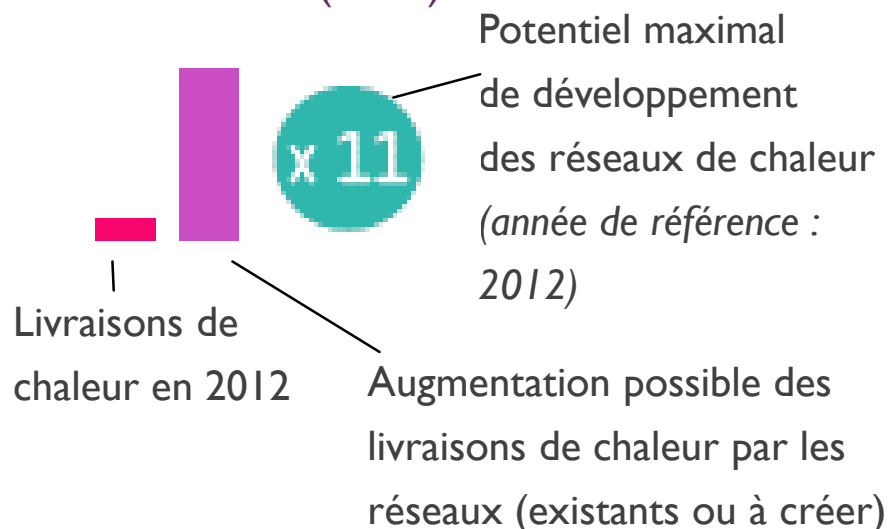 Potentiel maximal
de développement
des réseaux de chaleur
(année de référence :
2012)
x 11
Livraisons de
chaleur en 2012
Augmentation possible des
livraisons de chaleur par les
réseaux (existants ou à créer)